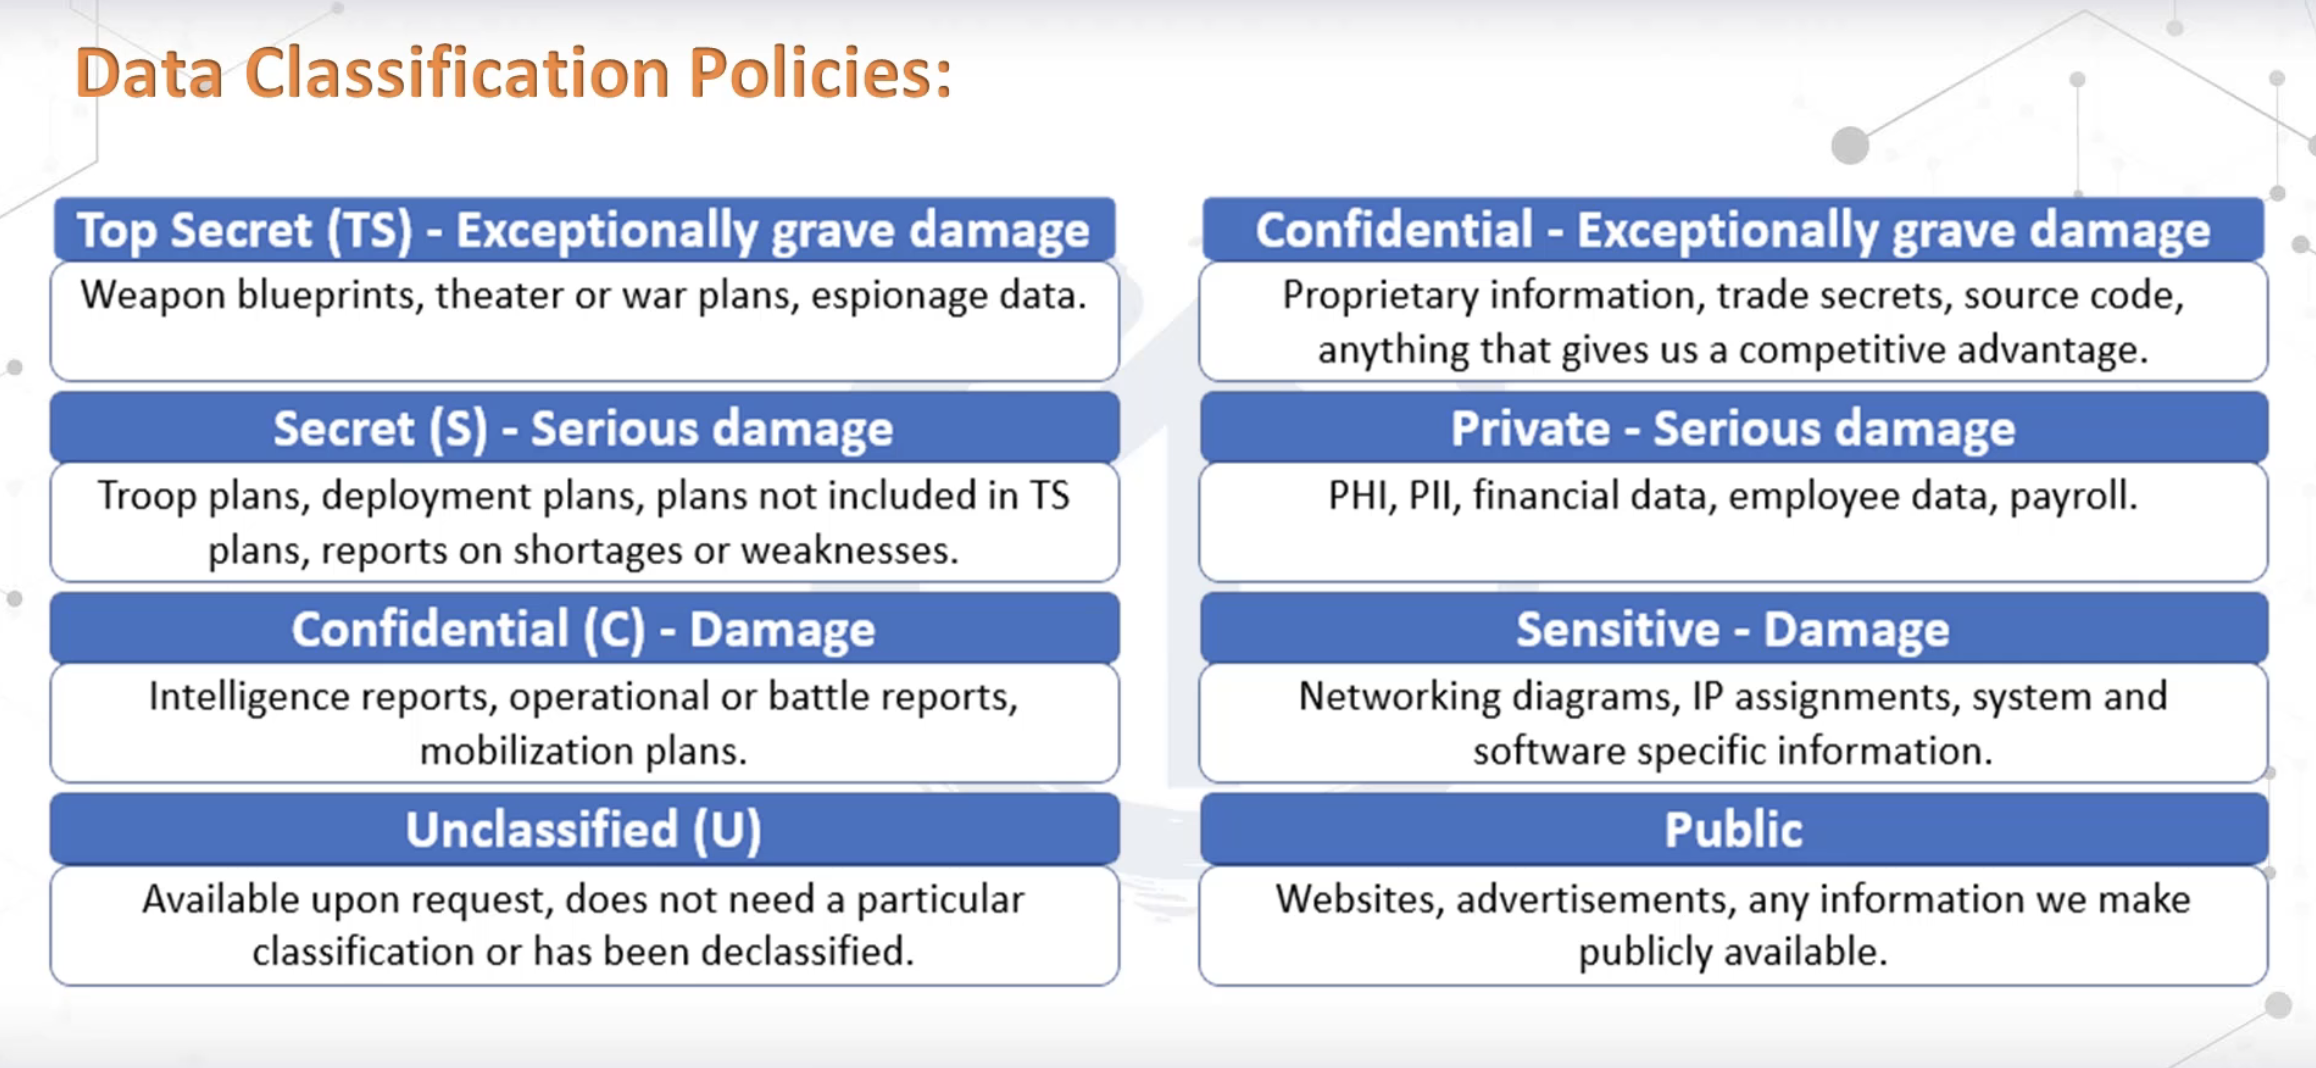 Data Classification Policies:
Top Secret (TS) - Exceptionally grave damage
Weapon blueprints, theater or war plans, espionage data.
Secret (S) - Serious damage
Troop plans, deployment plans, plans not included in TS
plans, reports on shortages or weaknesses.
Confidential (C) - Damage
Intelligence reports, operational or battle reports,
mobilization plans.
Unclassified (U)
Available upon request, does not need a particular
classification or has been declassified.
Confidential - Exceptionally grave damage
Proprietary information, trade secrets, source code,
anything that gives us a competitive advantage.
Private - Serious damage
PHI, PII, financial data, employee data, payroll.
Sensitive - Damage
Networking diagrams, IP assignments, system and
software specific information.
Public
Websites, advertisements, any information we make
publicly available.